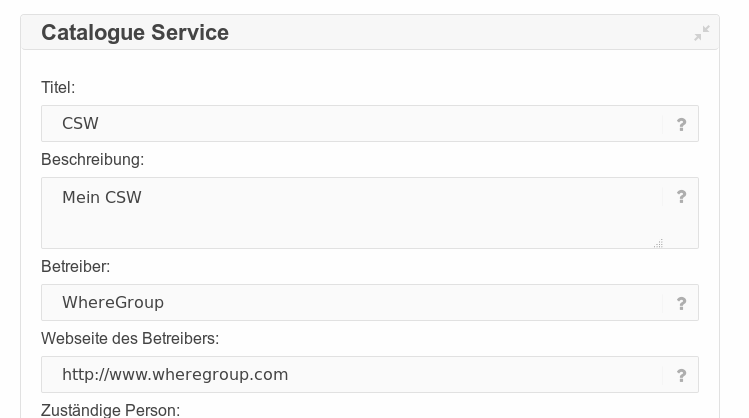 Catalogue Service
Titel:
CSW
?
Beschreibung:
Mein CSW
?
Betreiber:
WhereGroup
?
Webseite des Betreibers:
http://www.wheregroup.com
?
Zuständige Person: